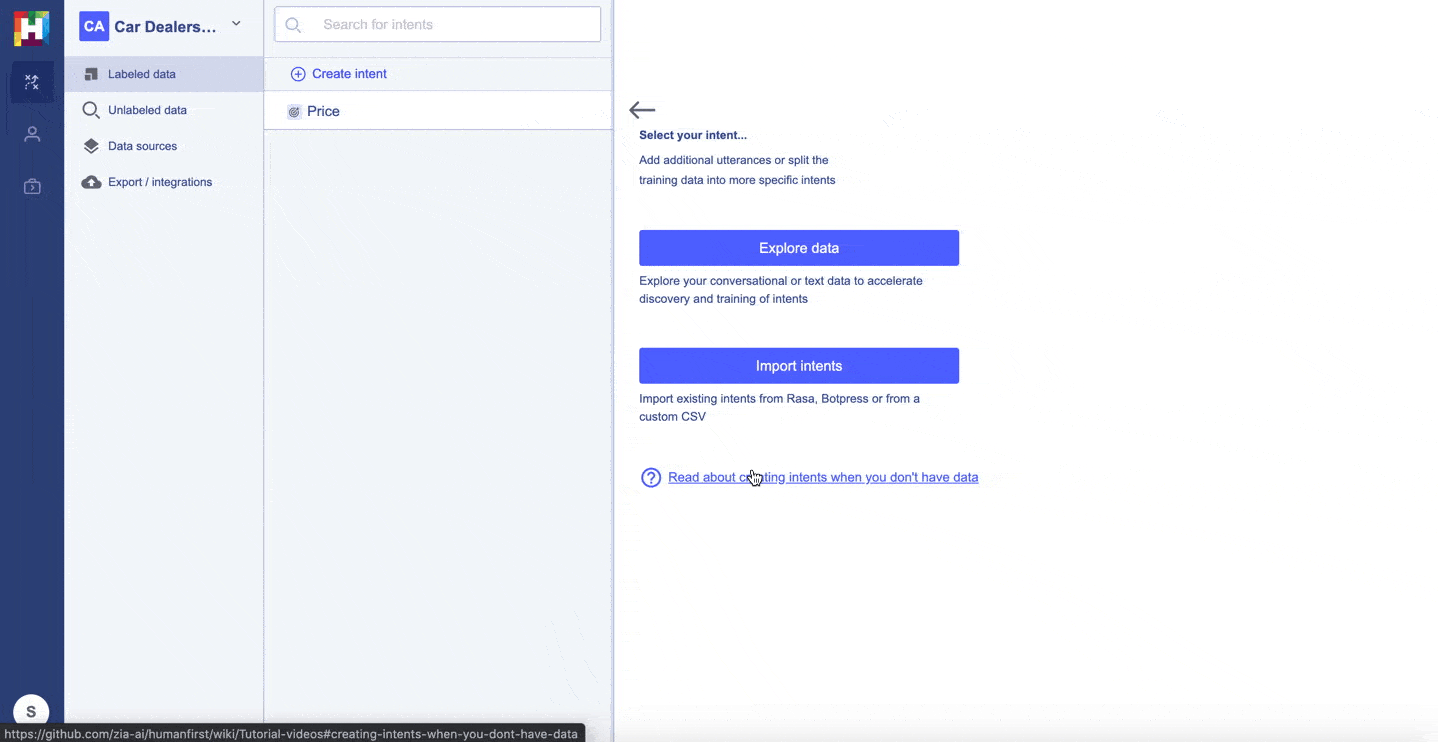 H
CA Car Dealers...
Labeled data
Unlabeled data
Data sources
Export / integrations
S
Search for intents
Create intent
Price
Select your intent...
Add additional utterances or split the
training data into more specific intents
Explore data
Explore your conversational or text data to accelerate
discovery and training of intents
Import intents
Import existing intents from Rasa, Botpress or from a
custom CSV
? Read about creating intents when you don't have data
https://github.com/zia-ai/humanfirst/wiki/Tutorial-videos#creating-intents-when-you-dont-have-data